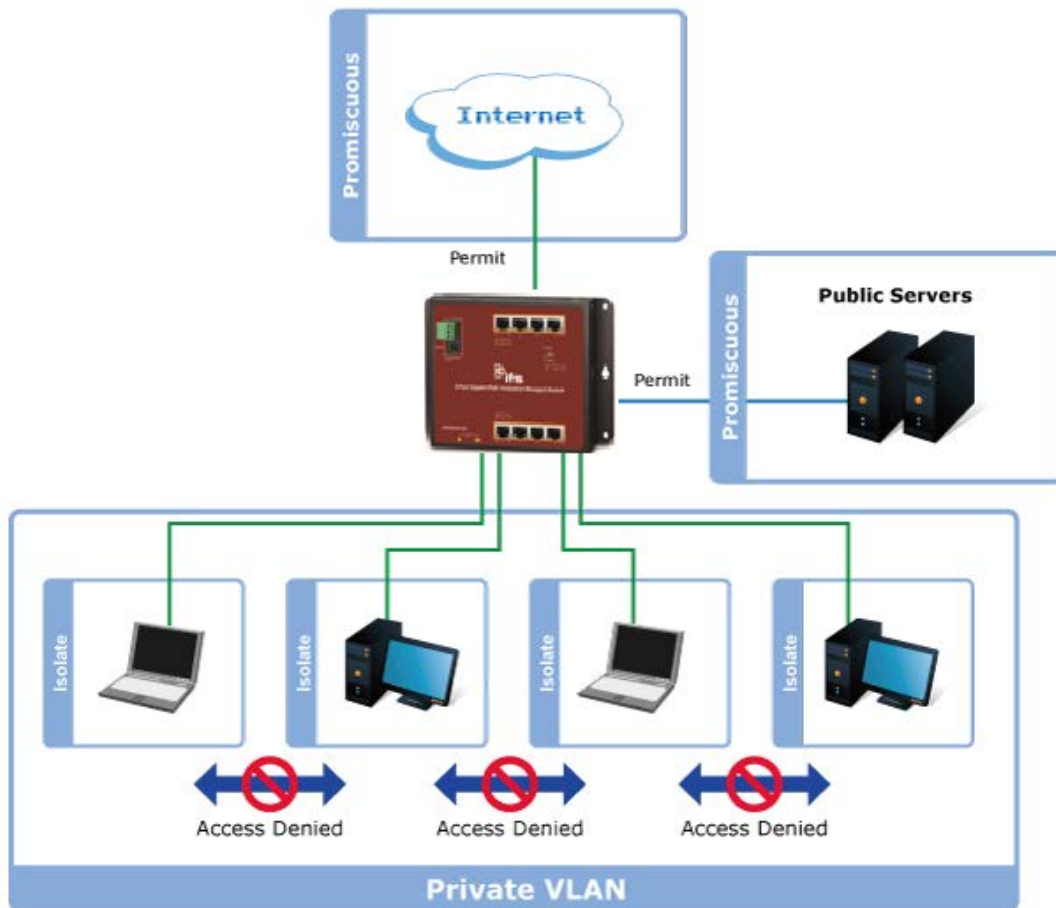 Promiscuous
Internet
Permit
Promiscuous
Public Servers
Permit
ifs
Isolate
Isolate
Isolate
Isolate
Access Denied
Access Denied
Access Denied
Private VLAN